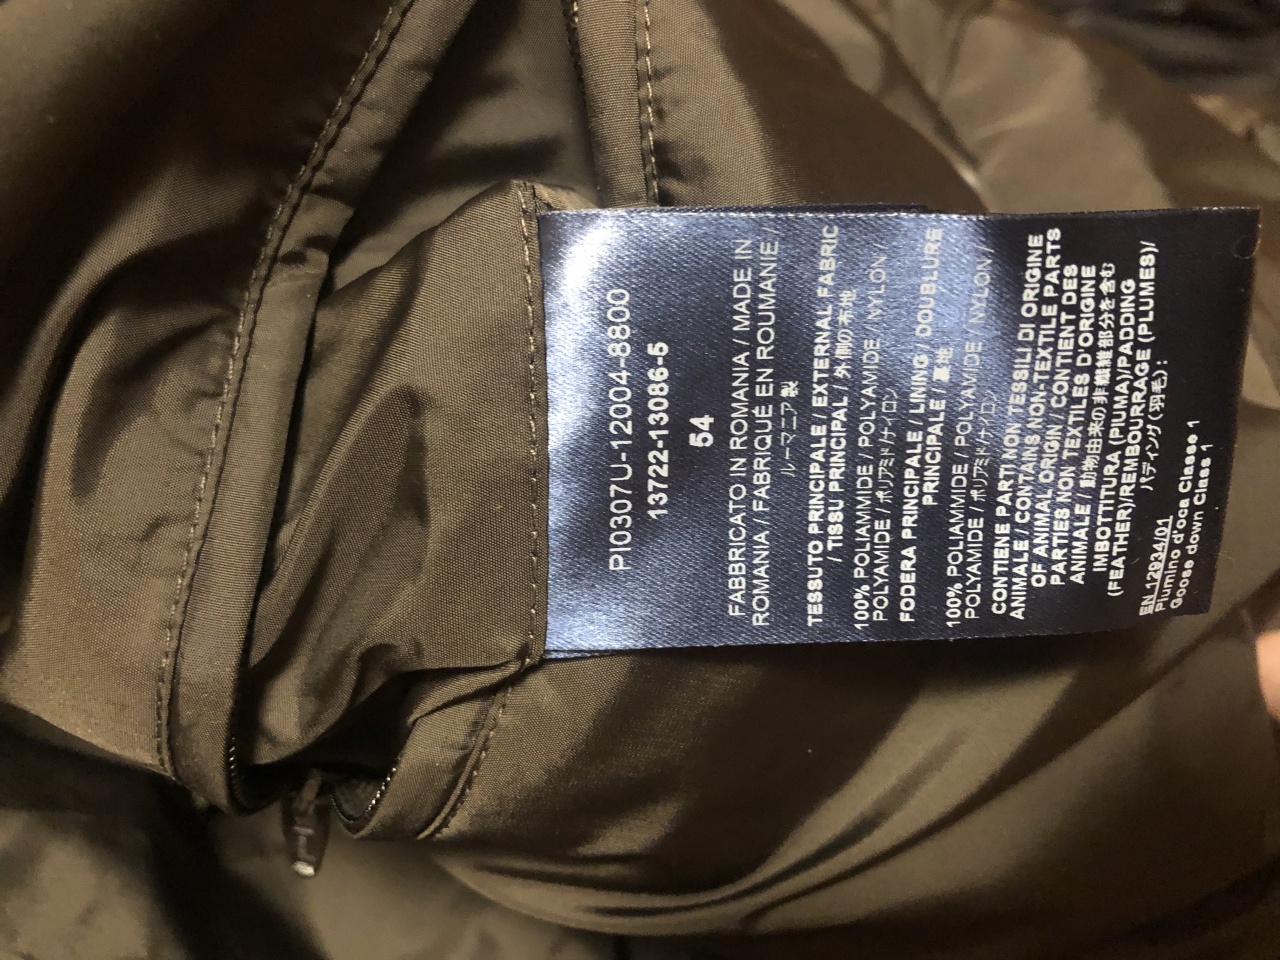 PI0307U-12004-8800
13722-13086-5
54
FABBRICATO IN ROMANIA / MADE IN
ROMANIA / FABRIQUÉ EN ROUMANIE /
ルーマニア製
TESSUTO PRINCIPALE / EXTERNAL FABRIC
/ TISSU PRINCIPAL / 外側の布地
100% POLIAMMIDE / POLYAMIDE / NYLON /
POLYAMIDE / ポリアミド / ナイロン
FODERA PRINCIPALE / LINING / DOUBLURE
PRINCIPALE / 裏地
100% POLIAMMIDE / POLYAMIDE / NYLON /
POLYAMIDE / ポリアミド / ナイロン
CONTIENE PARTI NON TESSILI DI ORIGINE
ANIMALE / CONTAINS NON-TEXTILE PARTS
OF ANIMAL ORIGIN / CONTIENT DES
PARTIES NON TEXTILES D'ORIGINE
ANIMALE / 動物由来の非繊維部分を含む
IMBOTTITURA (PIUMA)/PADDING
(FEATHER)/REMBOURRAGE (PLUMES)/
パディング (羽毛):
EN 12934/01
Piumino d'oca Classe 1
Goose down Class 1